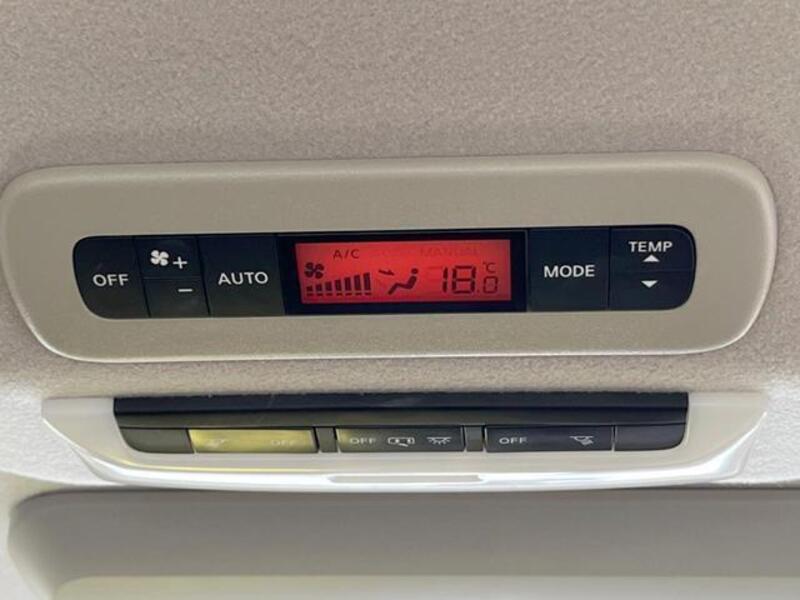 OFF
+
-
AUTO
A/C
MANUAL
18.0 °C
MODE
TEMP
OFF
OFF
OFF